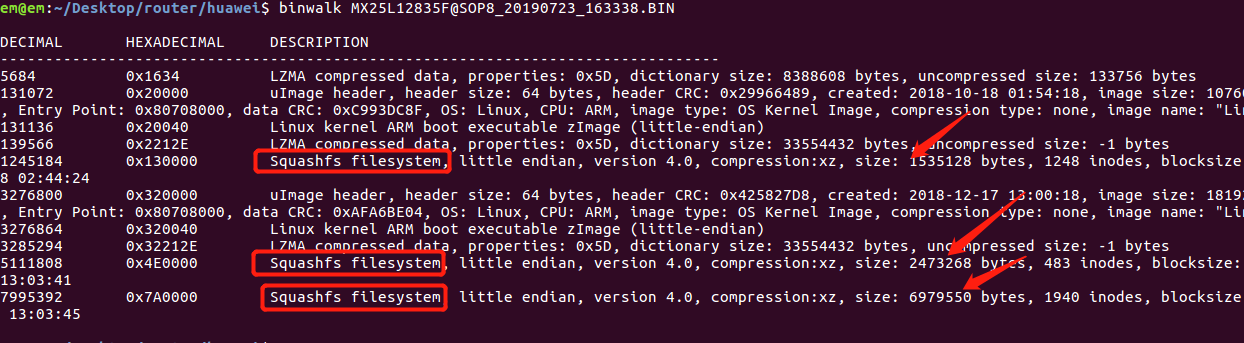 em@em:~/Desktop/router/huawei$ binwalk MX25L12835F@SOP8_20190723_163338.BIN
DECIMAL HEXADECIMAL DESCRIPTION
--------------------------------------------------------------------------------
5684 0x1634 LZMA compressed data, properties: 0x5D, dictionary size: 8388608 bytes, uncompressed size: 133756 bytes
131072 0x20000 uImage header, header size: 64 bytes, header CRC: 0x29966489, created: 2018-10-18 01:54:18, image size: 10760
, Entry Point: 0x80708000, data CRC: 0xC993DC8F, OS: Linux, CPU: ARM, image type: OS Kernel Image, compression type: none, image name: "Lin
131136 0x20040 Linux kernel ARM boot executable zImage (little-endian)
139566 0x2212E LZMA compressed data, properties: 0x5D, dictionary size: 33554432 bytes, uncompressed size: -1 bytes
1245184 0x130000 Squashfs filesystem, little endian, version 4.0, compression:xz, size: 1535128 bytes, 1248 inodes, blocksize
8 02:44:24
3276800 0x320000 uImage header, header size: 64 bytes, header CRC: 0x425827D8, created: 2018-12-17 13:00:18, image size: 18192
, Entry Point: 0x80708000, data CRC: 0xAFA6BE04, OS: Linux, CPU: ARM, image type: OS Kernel Image, compression type: none, image name: "Lin
3276864 0x320040 Linux kernel ARM boot executable zImage (little-endian)
3285294 0x32212E LZMA compressed data, properties: 0x5D, dictionary size: 33554432 bytes, uncompressed size: -1 bytes
5111808 0x4E0000 Squashfs filesystem, little endian, version 4.0, compression:xz, size: 2473268 bytes, 483 inodes, blocksize:
13:03:41
7995392 0x7A0000 Squashfs filesystem little endian, version 4.0, compression:xz, size: 6979550 bytes, 1940 inodes, blocksize
13:03:45